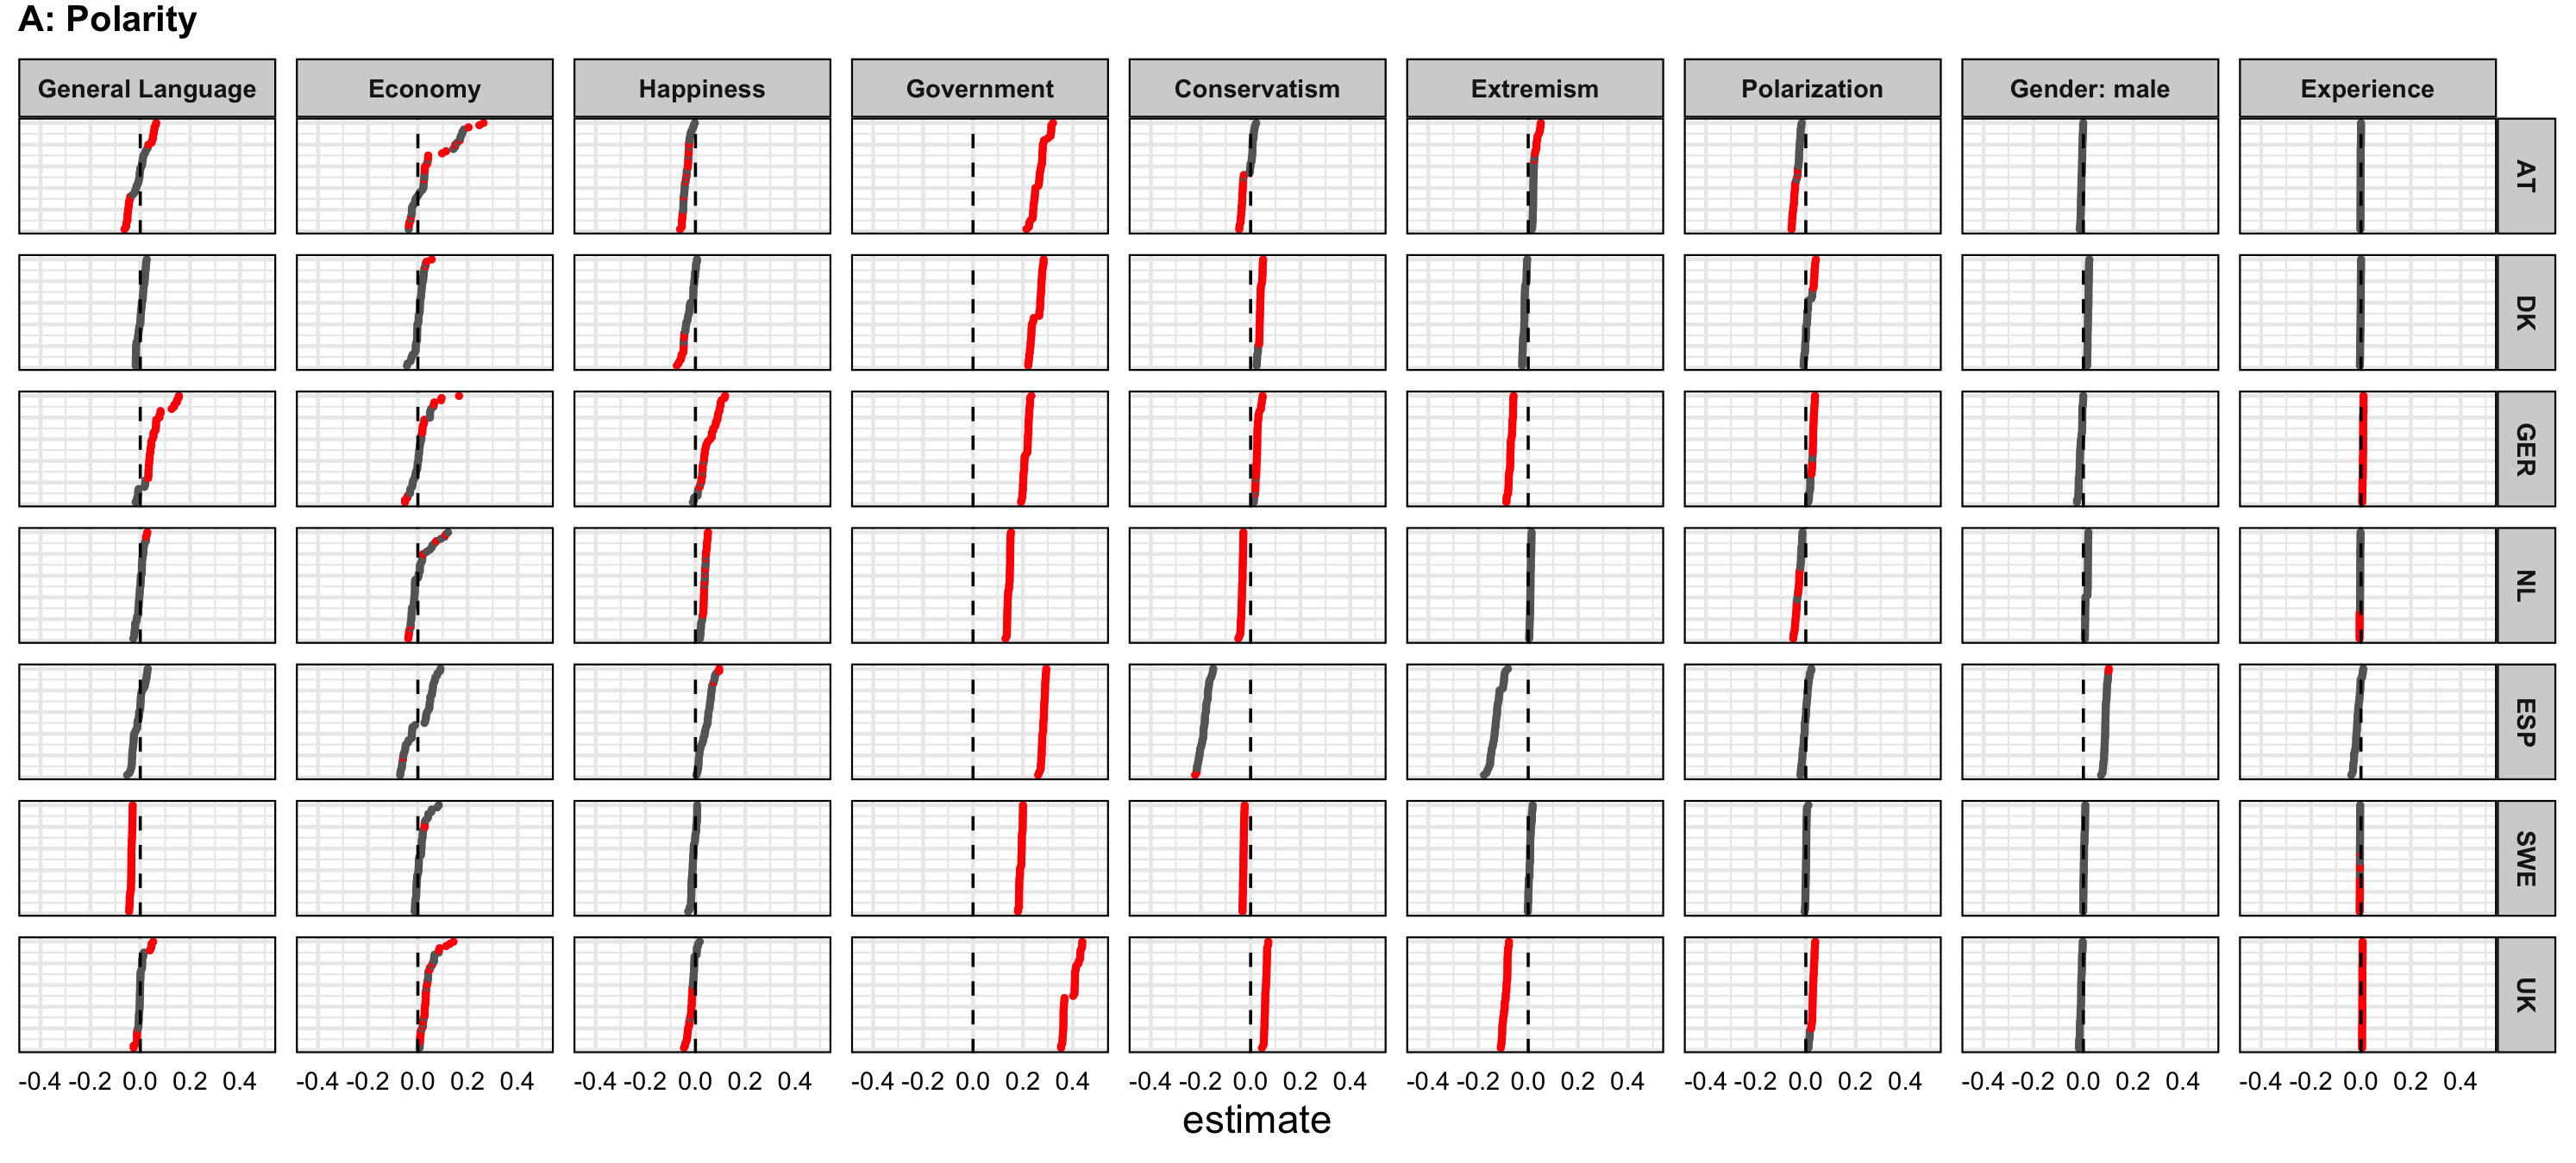 A: Polarity
General Language Economy Happiness Government Conservatism Extremism Polarization Gender: male Experience
AT
DK
GER
NL
ESP
SWE
UK
-0.4 -0.2 0.0 0.2 0.4 -0.4 -0.2 0.0 0.2 0.4 -0.4 -0.2 0.0 0.2 0.4 -0.4 -0.2 0.0 0.2 0.4 -0.4 -0.2 0.0 0.2 0.4 -0.4 -0.2 0.0 0.2 0.4 -0.4 -0.2 0.0 0.2 0.4 -0.4 -0.2 0.0 0.2 0.4 -0.4 -0.2 0.0 0.2 0.4
estimate